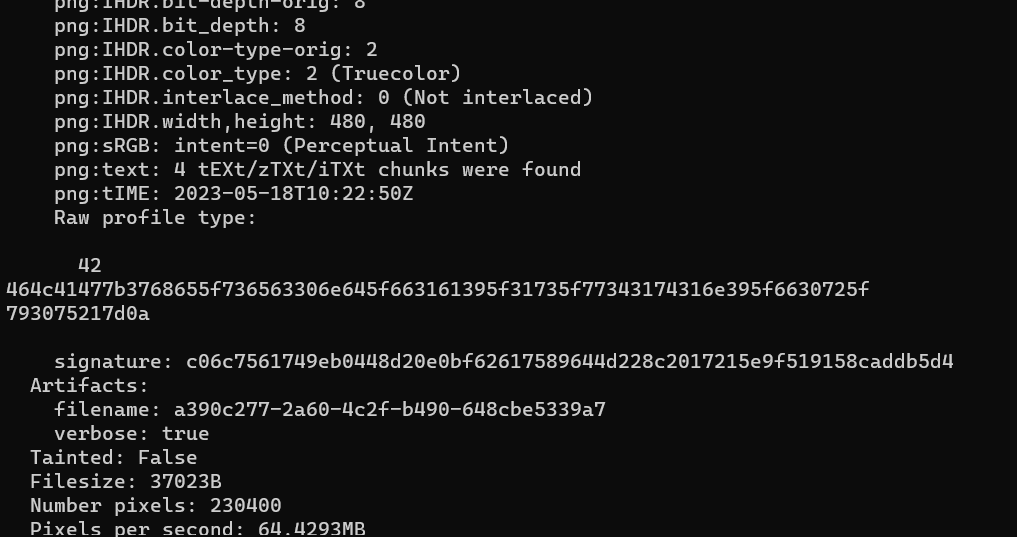 png:IHDR.bit-depth-orig: 8
png:IHDR.bit_depth: 8
png:IHDR.color-type-orig: 2
png:IHDR.color_type: 2 (Truecolor)
png:IHDR.interlace_method: 0 (Not interlaced)
png:IHDR.width,height: 480, 480
png:sRGB: intent=0 (Perceptual Intent)
png:text: 4 tEXt/zTXt/iTXt chunks were found
png:tIME: 2023-05-18T10:22:50Z
Raw profile type:
42
464c41477b3768655f736563306e645f663161395f31735f77343174316e395f6630725f
793075217d0a
signature: c06c7561749eb0448d20e0bf62617589644d228c2017215e9f519158caddb5d4
Artifacts:
filename: a390c277-2a60-4c2f-b490-648cbe5339a7
verbose: true
Tainted: False
Filesize: 37023B
Number pixels: 230400
Pixels per second: 64.4293MB